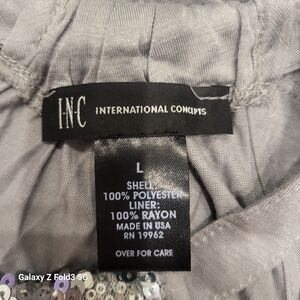 I·N·C INTERNATIONAL CONCEPTS
L
SHELL:
100% POLYESTER
LINER:
100% RAYON
MADE IN USA
RN 19962
OVER FOR CARE
Galaxy Z Fold3 5G